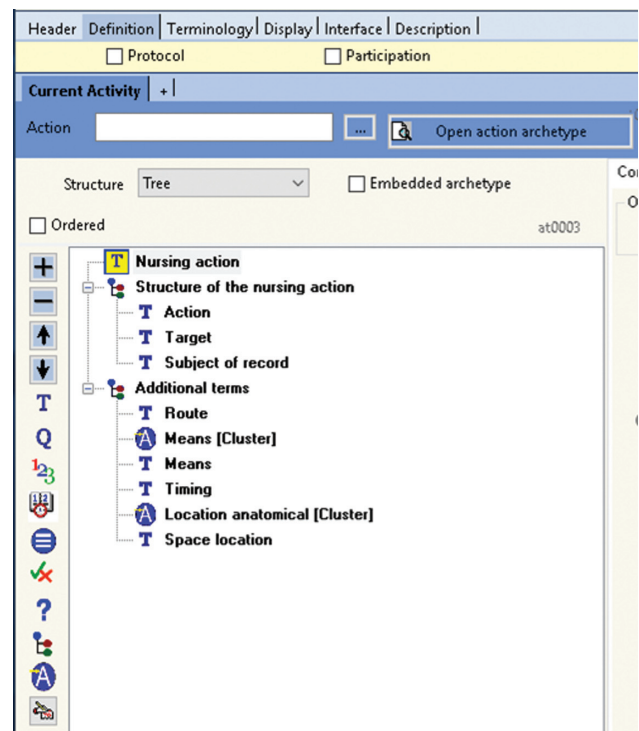 Header Definition Terminology Display Interface Description
Protocol Participation
Current Activity +
Action ... Open action archetype
Structure Tree Embedded archetype
Ordered at0003
T Nursing action
Structure of the nursing action
T Action
T Target
T Subject of record
Additional terms
T Route
A Means [Cluster]
T Means
T Timing
A Location anatomical [Cluster]
T Space location
T
Q
123
?
A